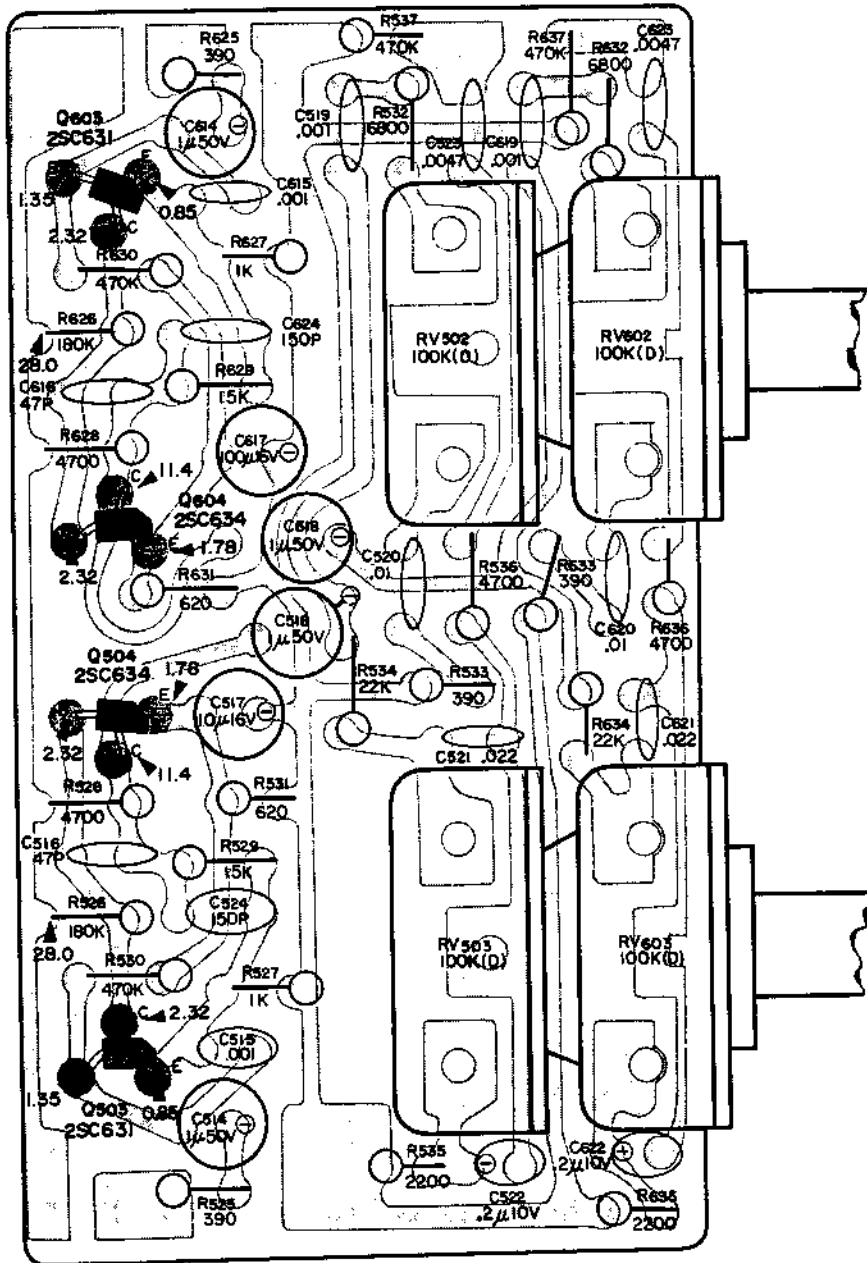 R537
470K
C623
.0047
R625
390
R637
470K
R632
6800
Q603
2SC631
C614
1μ50V
C519
.001
R532
6800
C523
.0047
C619
.001
E
1.35
0.85
C615
.001
2.32
C
R630
470K
R627
1K
R626
180K
C624
150P
28.0
RV502
100K(D)
RV602
100K(D)
C616
47P
R629
15K
R628
4700
C617
100μ6V
C
11.4
Q604
2SC634
C618
1μ50V
E
1.78
2.32
C520
.01
R536
4700
R633
390
R631
620
C620
.01
R636
4700
C518
1μ50V
Q504
2SC634
1.78
E
R534
22K
R533
390
C517
10μ16V
R634
22K
C621
.022
2.32
C
11.4
C521 .022
R528
4700
R531
620
C516
47P
R529
15K
R526
180K
C524
150P
28.0
RV503
100K(D)
RV603
100K(D)
R530
470K
R527
1K
C
2.32
C515
.001
E
1.35
0.85
Q503
2SC631
C514
1μ50V
R535
2200
C622
.2μ10V
C522
.2μ10V
R525
390
R635
2200